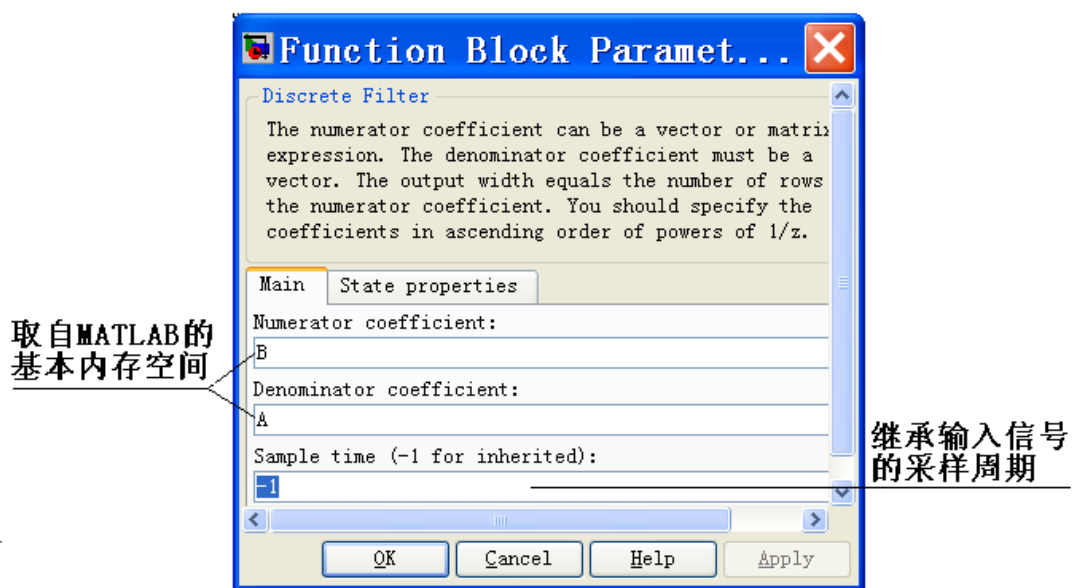 Function Block Paramet...
Discrete Filter
The numerator coefficient can be a vector or matrix
expression. The denominator coefficient must be a
vector. The output width equals the number of rows
the numerator coefficient. You should specify the
coefficients in ascending order of powers of 1/z.
Main State properties
Numerator coefficient:
B
Denominator coefficient:
A
Sample time (-1 for inherited):
-1
OK Cancel Help Apply
取自MATLAB的
基本内存空间
继承输入信号
的采样周期